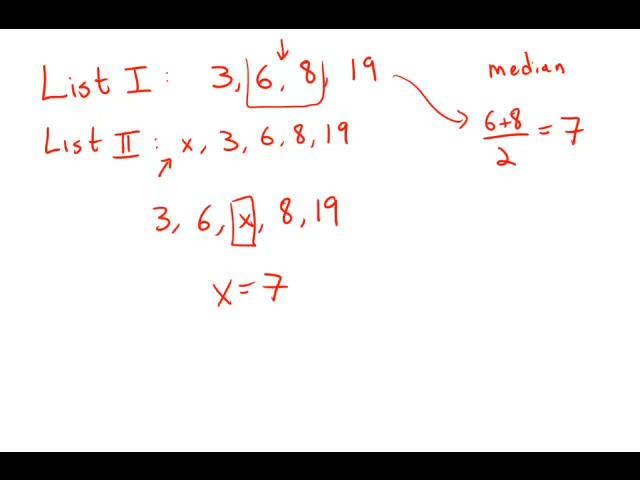 List I: 3, 6, 8, 19
median
List II: x, 3, 6, 8, 19
6+8/2 = 7
3, 6, x, 8, 19
x = 7